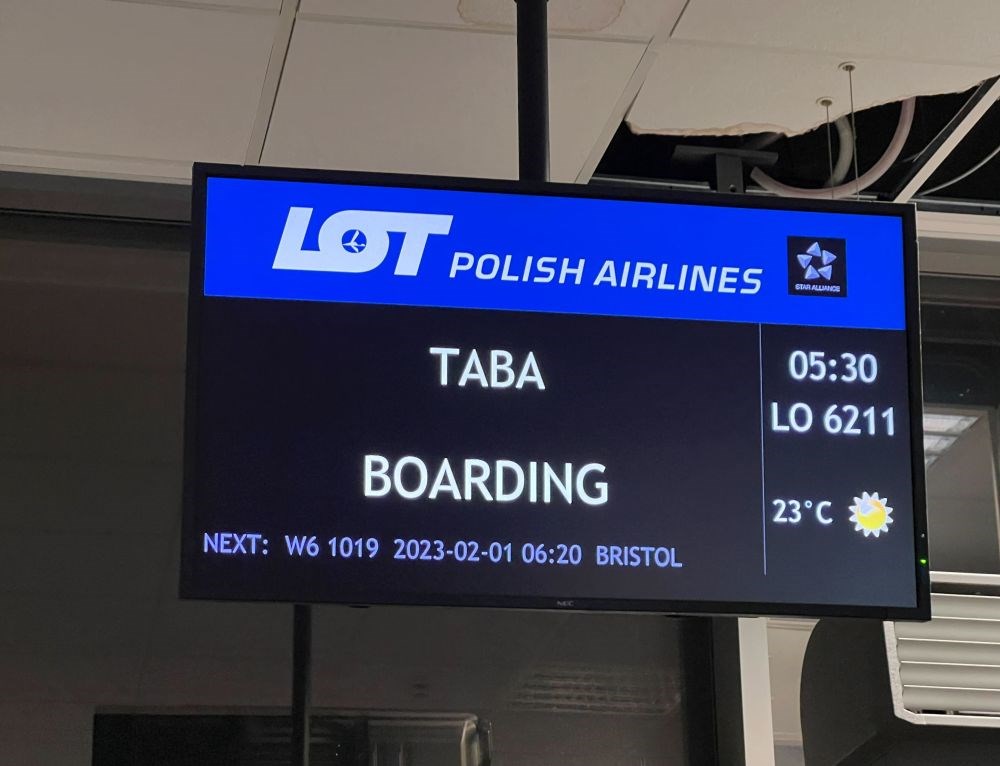 LOT POLISH AIRLINES
STAR ALLIANCE
TABA
05:30
LO 6211
BOARDING
23°C
NEXT: W6 1019 2023-02-01 06:20 BRISTOL
NEC